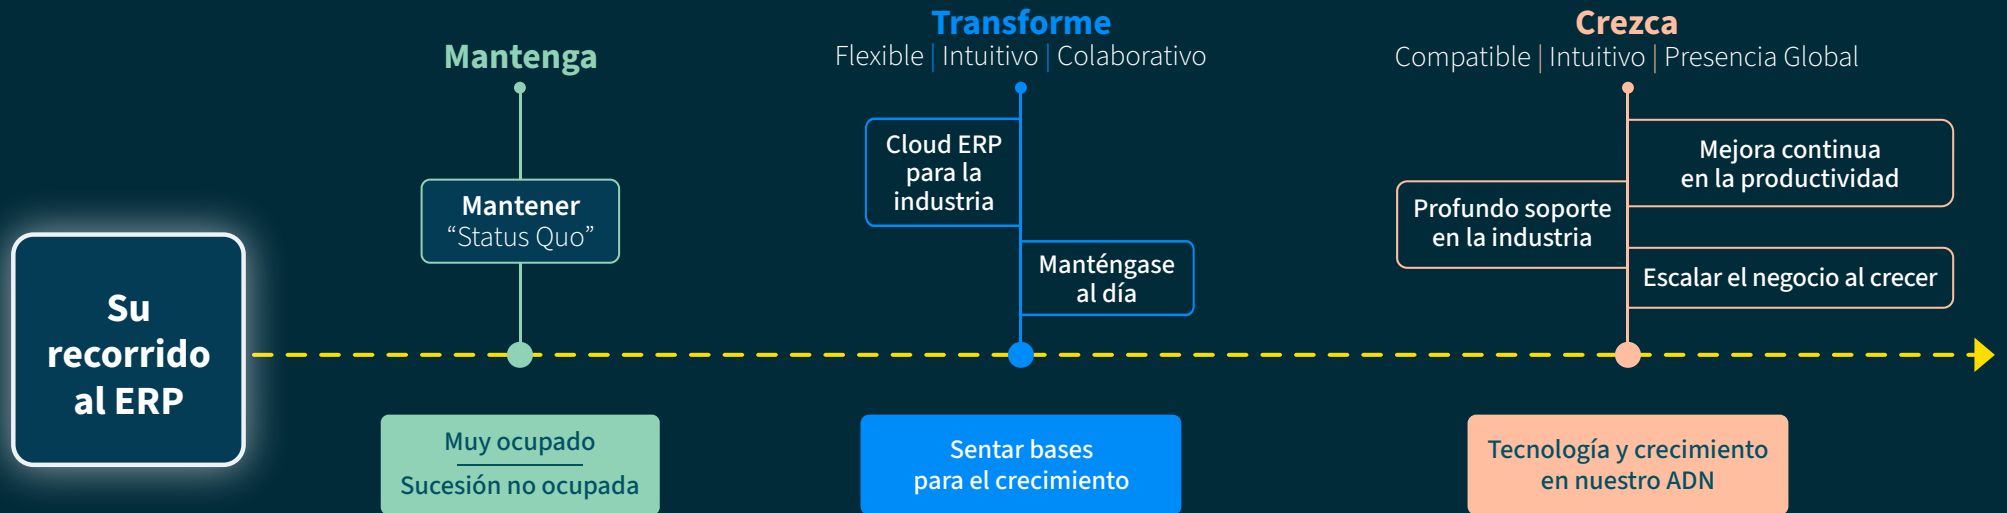 Su
recorrido
al ERP
Mantenga
Mantener
“Status Quo”
Muy ocupado
Sucesión no ocupada
Transforme
Flexible | Intuitivo | Colaborativo
Cloud ERP
para la
industria
Manténgase
al día
Sentar bases
para el crecimiento
Crezca
Compatible | Intuitivo | Presencia Global
Mejora continua
en la productividad
Profundo soporte
en la industria
Escalar el negocio al crecer
Tecnología y crecimiento
en nuestro ADN